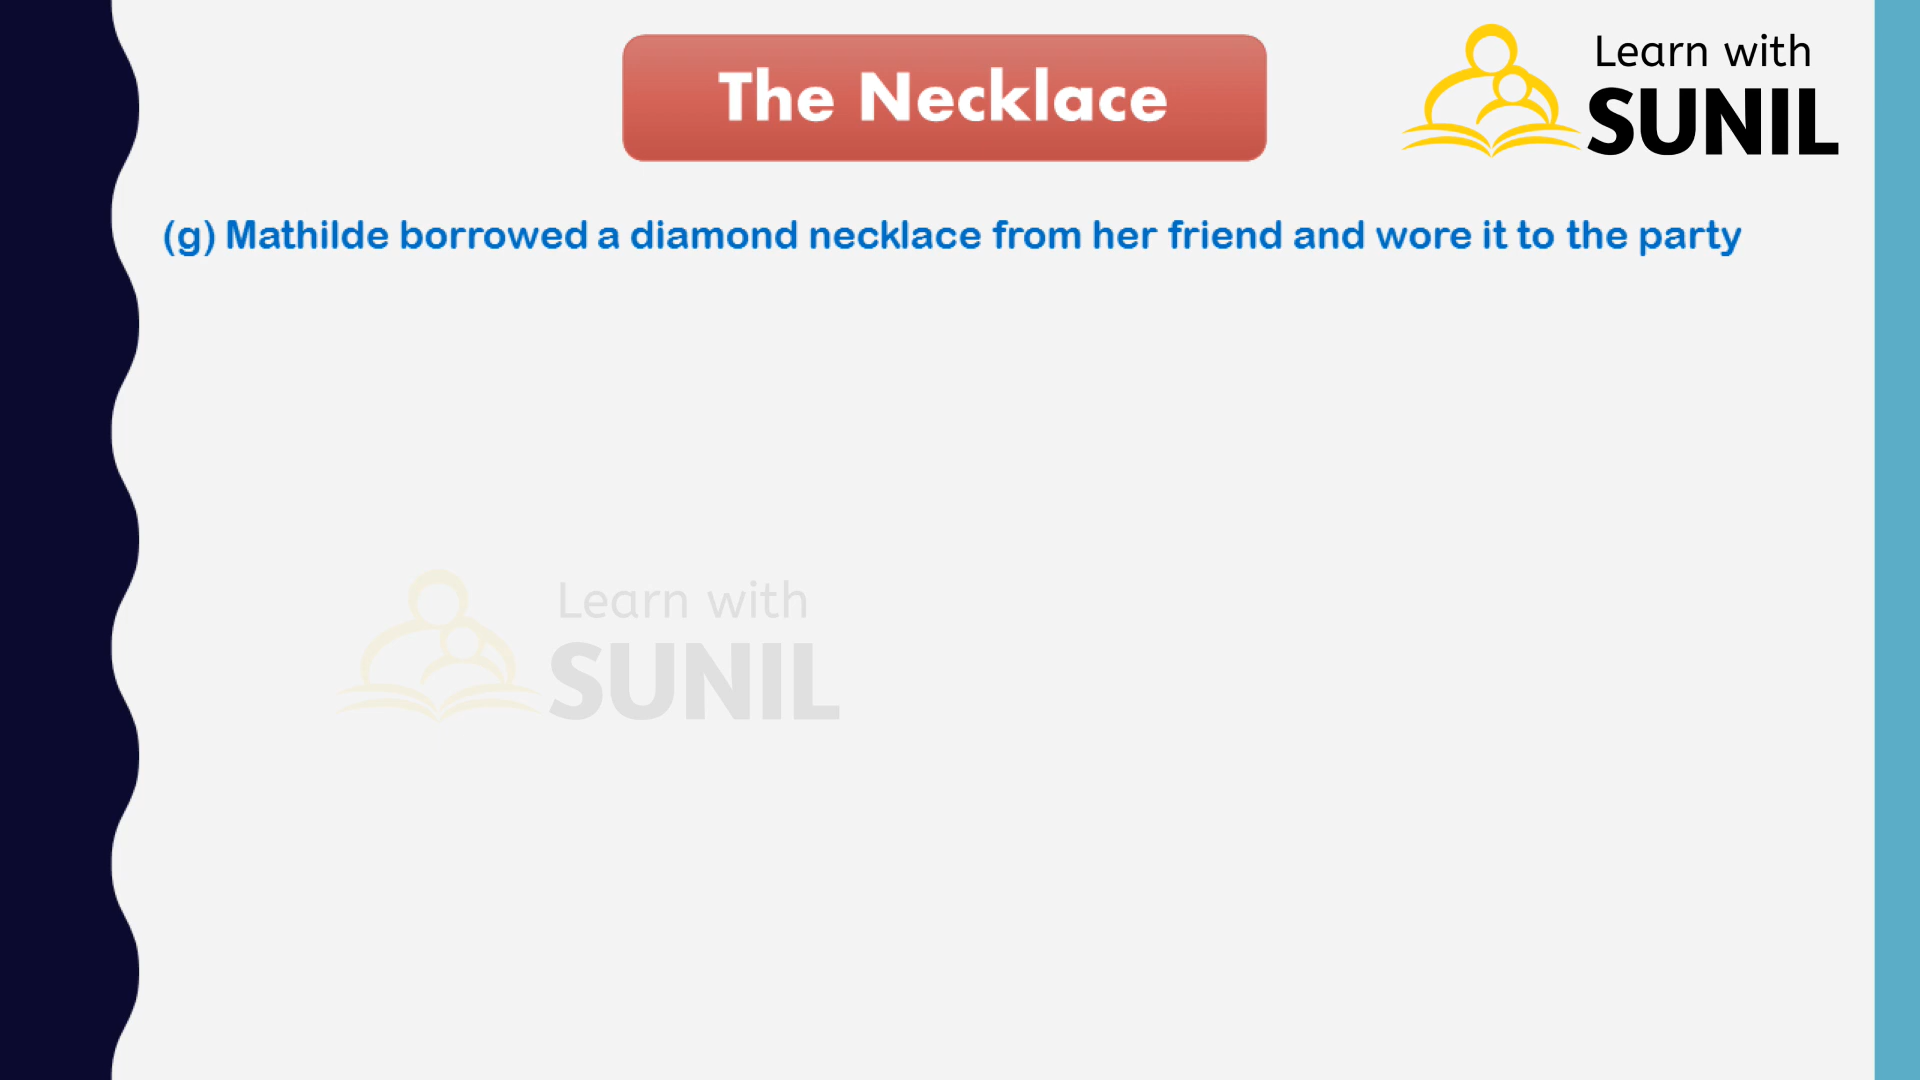 The Necklace
Learn with
SUNIL
(g) Mathilde borrowed a diamond necklace from her friend and wore it to the party
Learn with
SUNIL